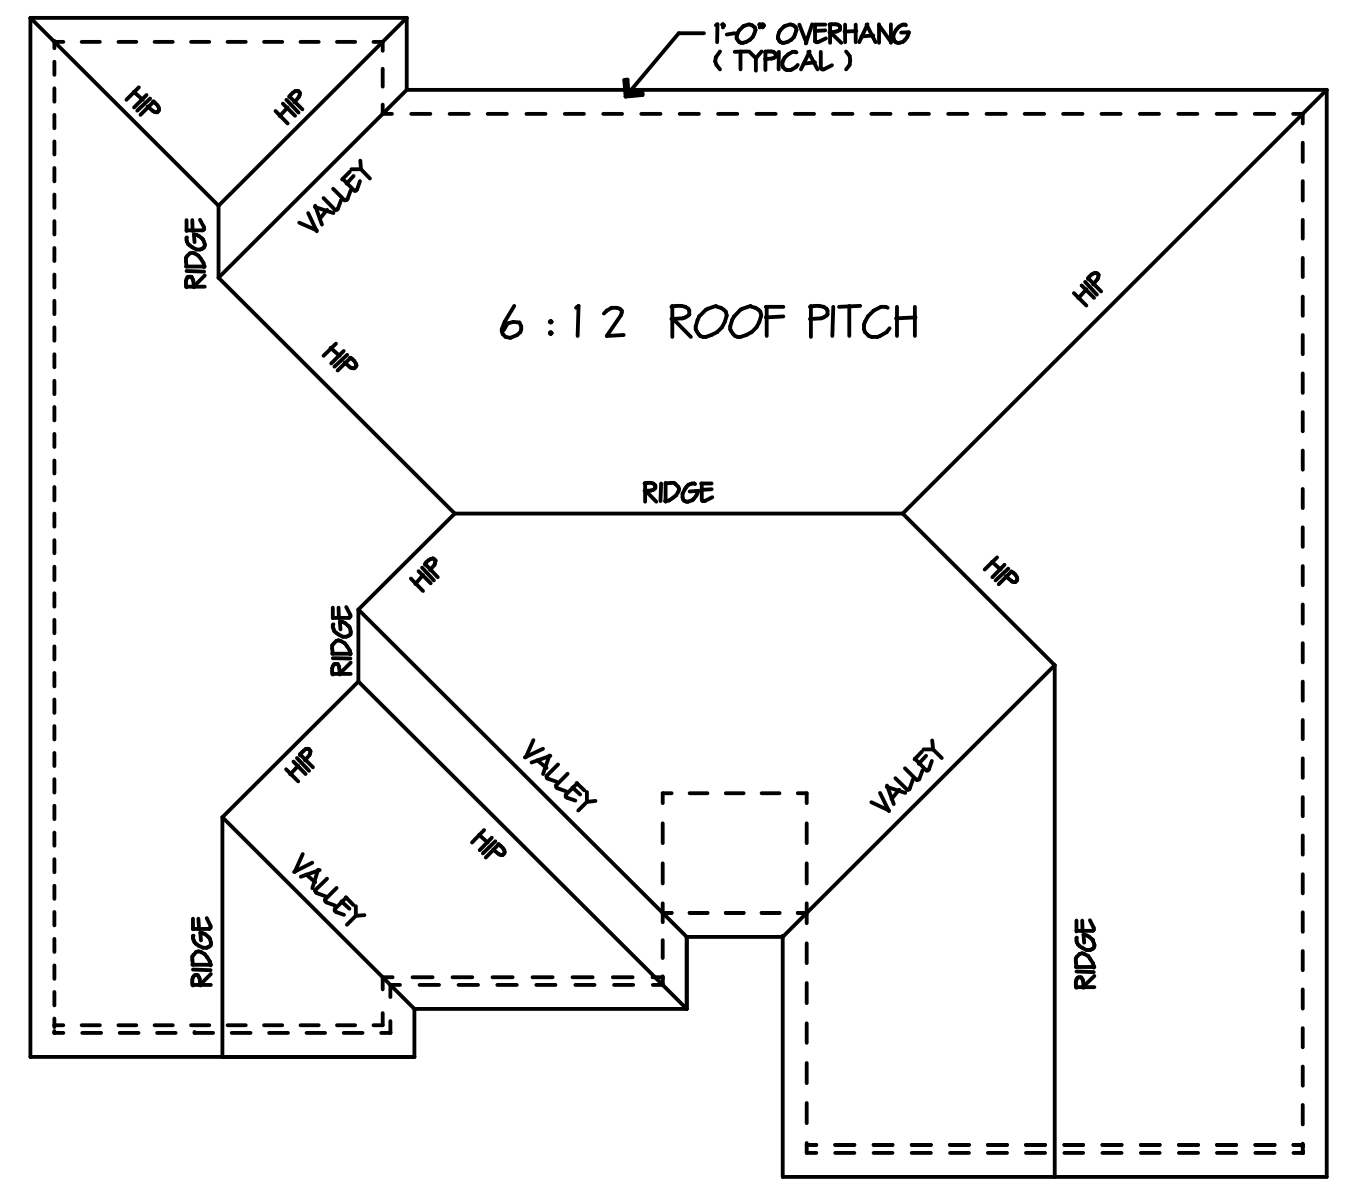 1'-0" OVERHANG
( TYPICAL )
HIP
HIP
VALLEY
RIDGE
HIP
6 : 12 ROOF PITCH
HIP
RIDGE
HIP
HIP
RIDGE
HIP
VALLEY
VALLEY
HIP
VALLEY
RIDGE
RIDGE